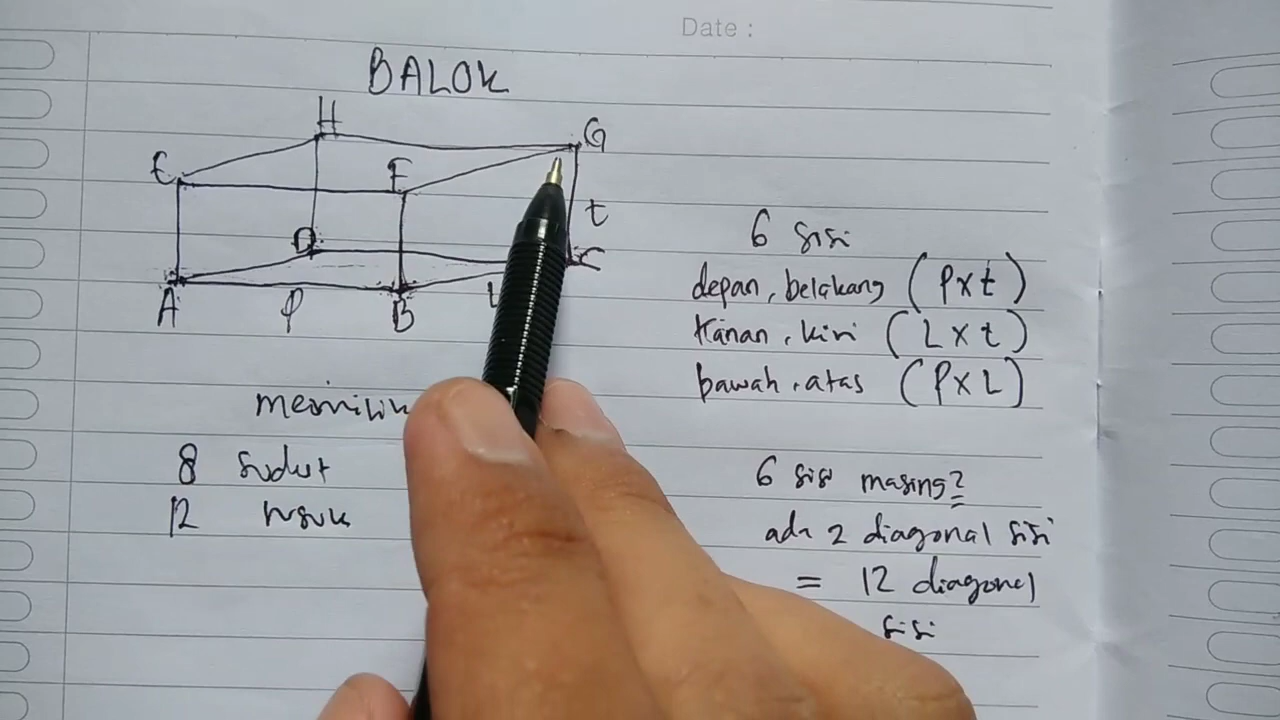 Date :
BALOK
H
G
E
F
t
D
C
A
P
B
L
memilik
8 sudut
12 rusuk
6 sisi
depan, belakang (P x t)
Kanan, kiri (L x t)
bawah, atas (P x L)
6 sisi masing2
ada 2 diagonal sisi
= 12 diagonal
sisi